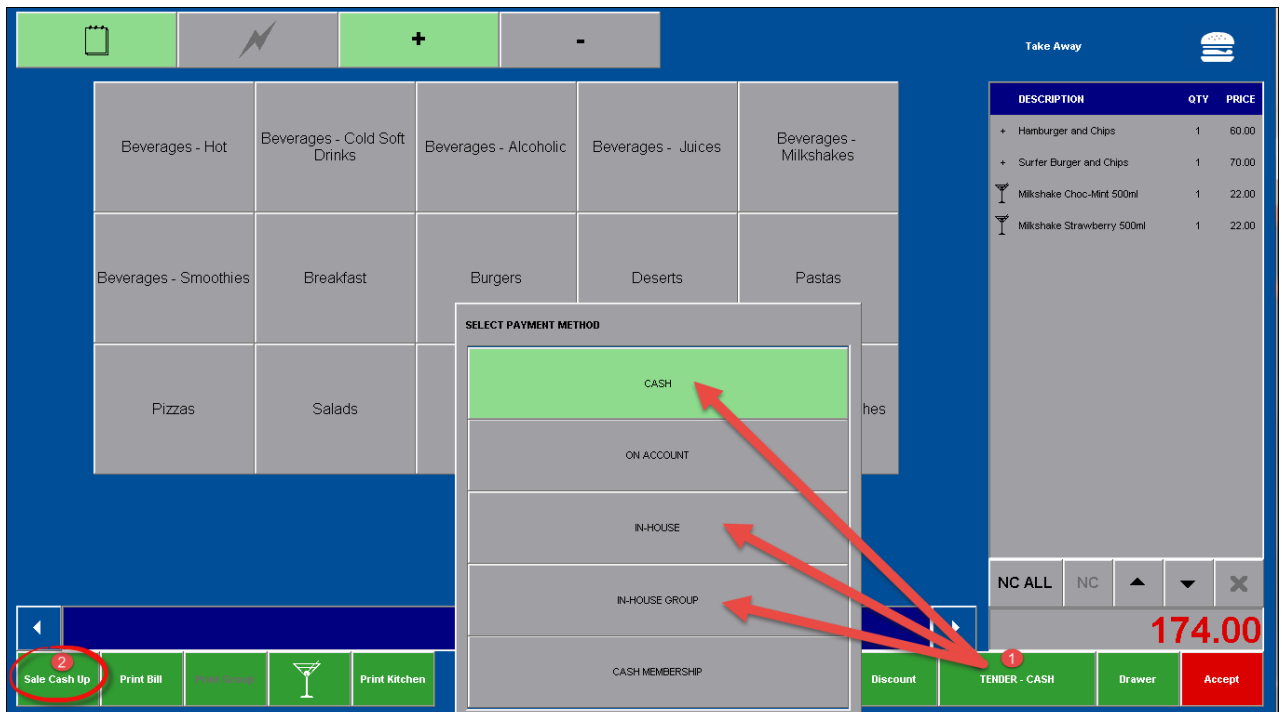 +
-
Take Away
Beverages - Hot
Beverages - Cold Soft
Drinks
Beverages - Alcoholic
Beverages - Juices
Beverages -
Milkshakes
DESCRIPTION QTY PRICE
+ Hamburger and Chips 1 60.00
+ Surfer Burger and Chips 1 70.00
Milkshake Choc-Mint 500ml 1 22.00
Milkshake Strawberry 500ml 1 22.00
Beverages - Smoothies
Breakfast
Burgers
Deserts
Pastas
SELECT PAYMENT METHOD
CASH
Pizzas
Salads
hes
ON ACCOUNT
IN-HOUSE
IN-HOUSE GROUP
CASH MEMBERSHIP
NC ALL NC
174.00
2
Sale Cash Up
Print Bill
Print Kitchen
Discount
1
TENDER - CASH
Drawer
Accept